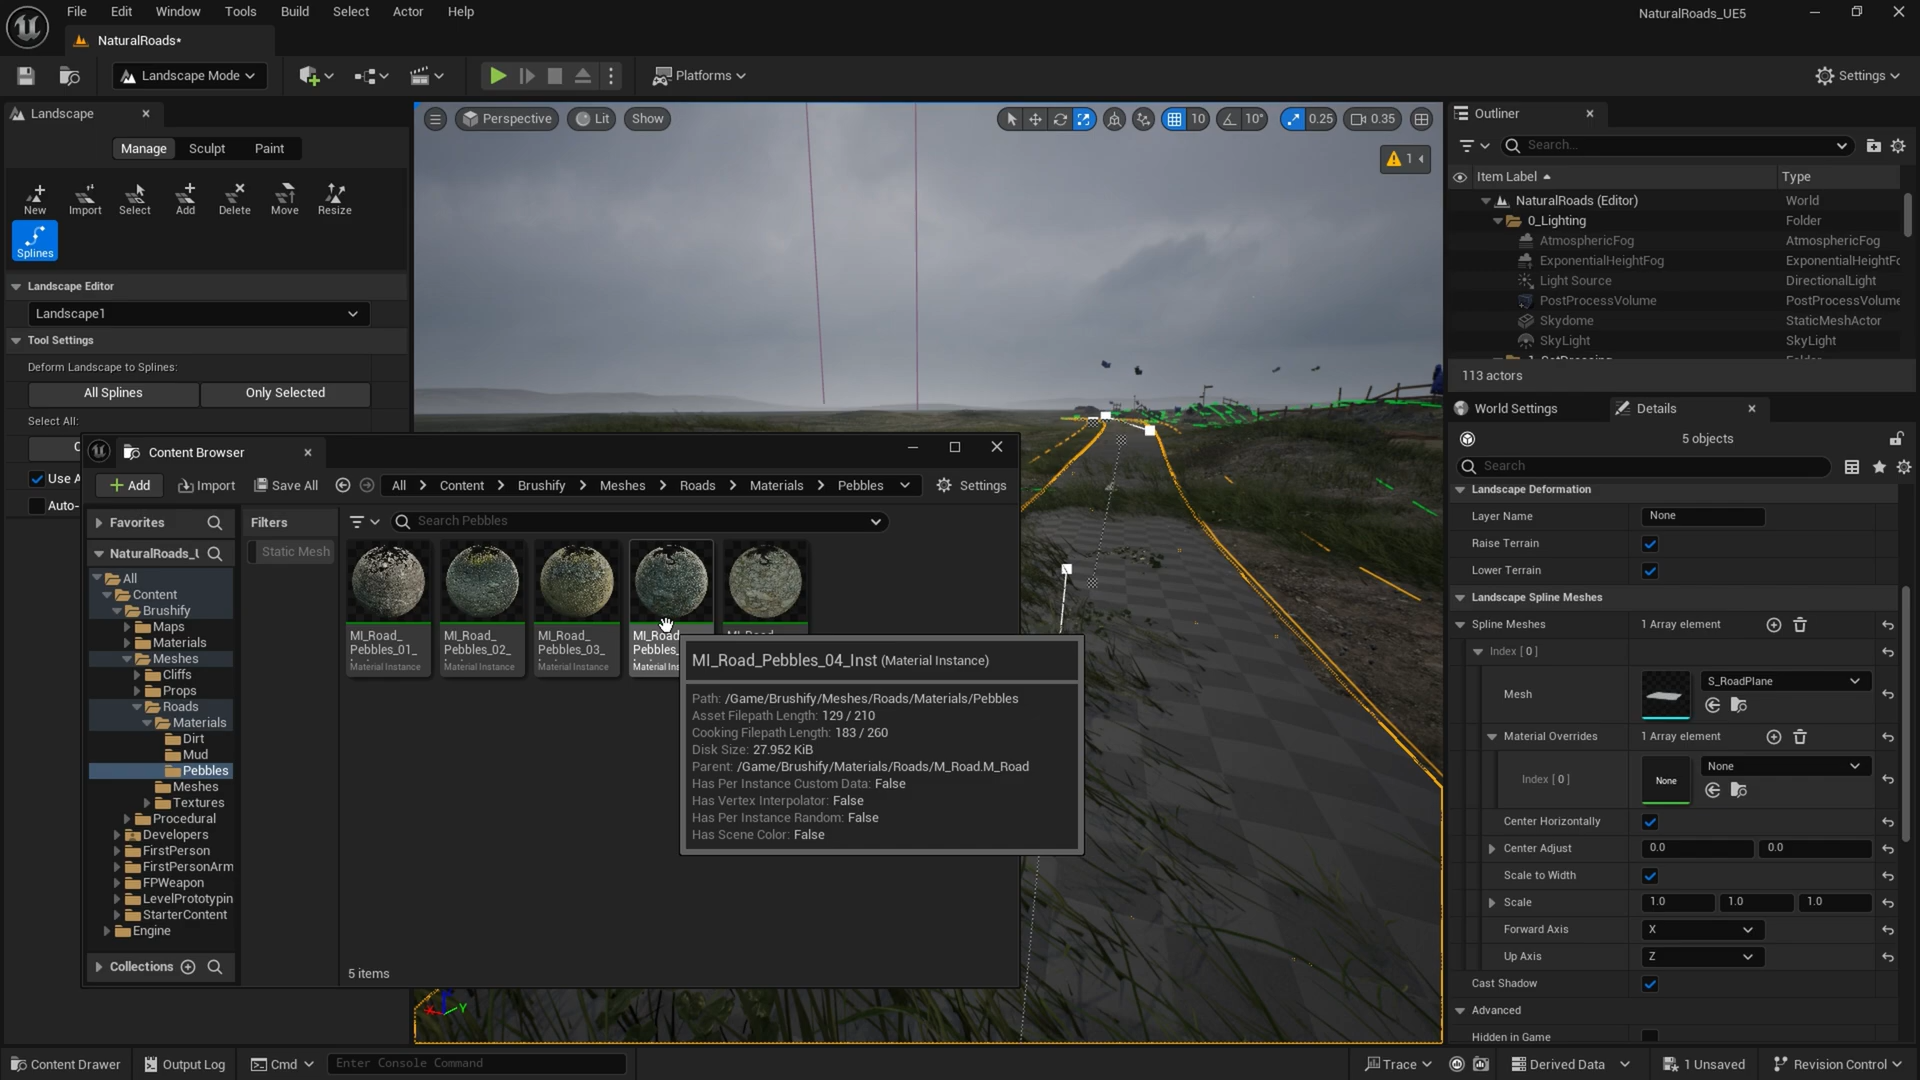 File Edit Window Tools Build Select Actor Help
NaturalRoads_UE5
NaturalRoads•
Landscape Mode
Platforms
Settings
Landscape
Manage Sculpt Paint
New Import Select Add Delete Move Resize
Splines
Landscape Editor
Landscape1
Tool Settings
Deform Landscape to Splines:
All Splines Only Selected
Select All:
C
Use A
Auto-
Perspective Lit Show
10 10° 0.25 0.35
1
Content Browser
Add Import Save All All > Content > Brushify > Meshes > Roads > Materials > Pebbles Settings
Favorites
NaturalRoads_U
All
Content
Brushify
Maps
Materials
Meshes
Cliffs
Props
Roads
Materials
Dirt
Mud
Pebbles
Meshes
Textures
Procedural
Developers
FirstPerson
FirstPersonArm
FPWeapon
LevelPrototypin
StarterContent
Engine
Collections
Filters
Static Mesh
Search Pebbles
MI_Road_
Pebbles_01_
Material Instance
MI_Road_
Pebbles_02_
Material Instance
MI_Road_
Pebbles_03_
Material Instance
MI_Road
Pebbles_
Material Ins
MI_Road
5 items
MI_Road_Pebbles_04_Inst (Material Instance)
Path: /Game/Brushify/Meshes/Roads/Materials/Pebbles
Asset Filepath Length: 129 / 210
Cooking Filepath Length: 183 / 260
Disk Size: 27.952 KiB
Parent: /Game/Brushify/Materials/Roads/M_Road.M_Road
Has Per Instance Custom Data: False
Has Vertex Interpolator: False
Has Per Instance Random: False
Has Scene Color: False
Y
Outliner
Search...
Item Label Type
NaturalRoads (Editor) World
0_Lighting Folder
AtmosphericFog AtmosphericFog
ExponentialHeightFog ExponentialHeightFo
Light Source DirectionalLight
PostProcessVolume PostProcessVolume
Skydome StaticMeshActor
SkyLight SkyLight
113 actors
World Settings Details
5 objects
Search
Landscape Deformation
Layer Name None
Raise Terrain
Lower Terrain
Landscape Spline Meshes
Spline Meshes 1 Array element
Index [ 0 ]
Mesh S_RoadPlane
Material Overrides 1 Array element
Index [ 0 ] None None
Center Horizontally
Center Adjust 0.0 0.0
Scale to Width
Scale 1.0 1.0 1.0
Forward Axis X
Up Axis Z
Cast Shadow
Advanced
Hidden in Game
Content Drawer Output Log Cmd Enter Console Command
Trace Derived Data 1 Unsaved Revision Control